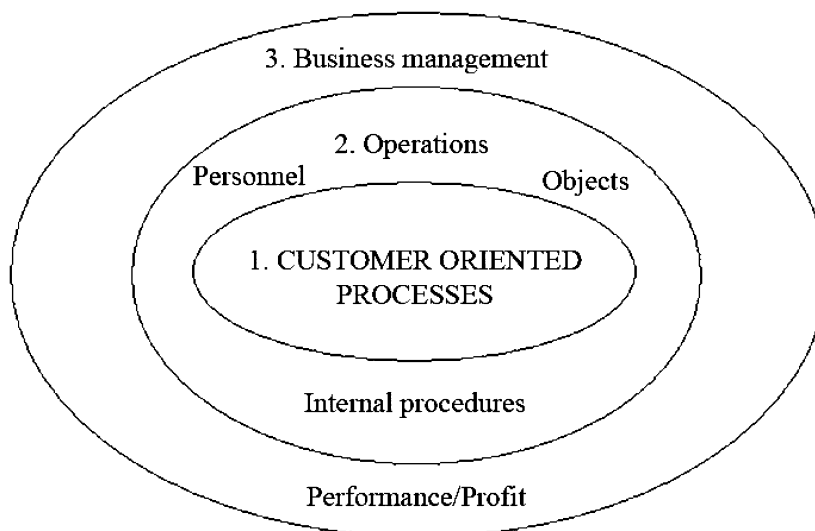 3. Business management
2. Operations
Personnel
Objects
1. CUSTOMER ORIENTED
PROCESSES
Internal procedures
Performance/Profit